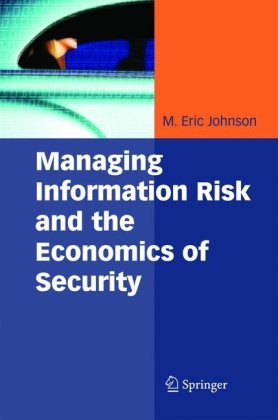 M. Eric Johnson
Managing
Information Risk
and the
Economics of
Security
Springer